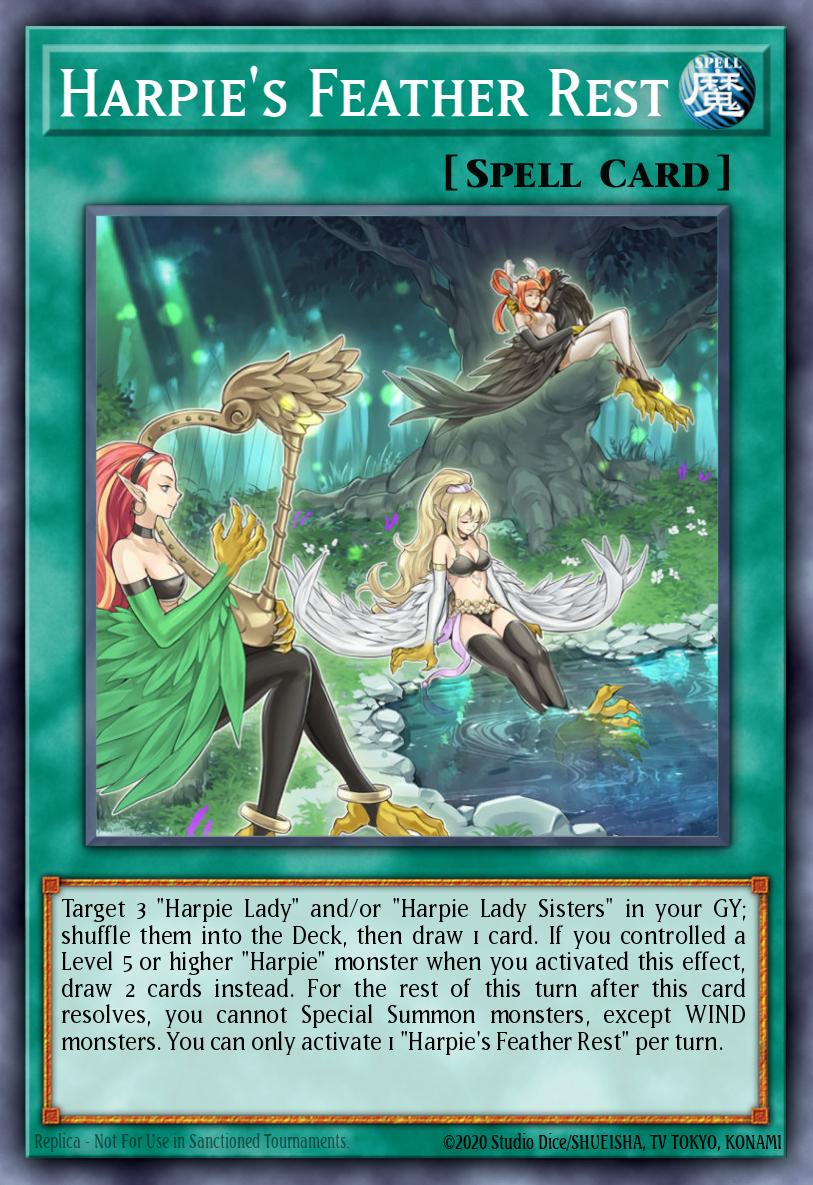 Harpie's Feather Rest
SPELL
魔
[ Spell Card ]
Target 3 "Harpie Lady" and/or "Harpie Lady Sisters" in your GY;
shuffle them into the Deck, then draw 1 card. If you controlled a
Level 5 or higher "Harpie" monster when you activated this effect,
draw 2 cards instead. For the rest of this turn after this card
resolves, you cannot Special Summon monsters, except WIND
monsters. You can only activate 1 "Harpie's Feather Rest" per turn.
Replica - Not For Use in Sanctioned Tournaments.
©2020 Studio Dice/SHUEISHA, TV TOKYO, KONAMI